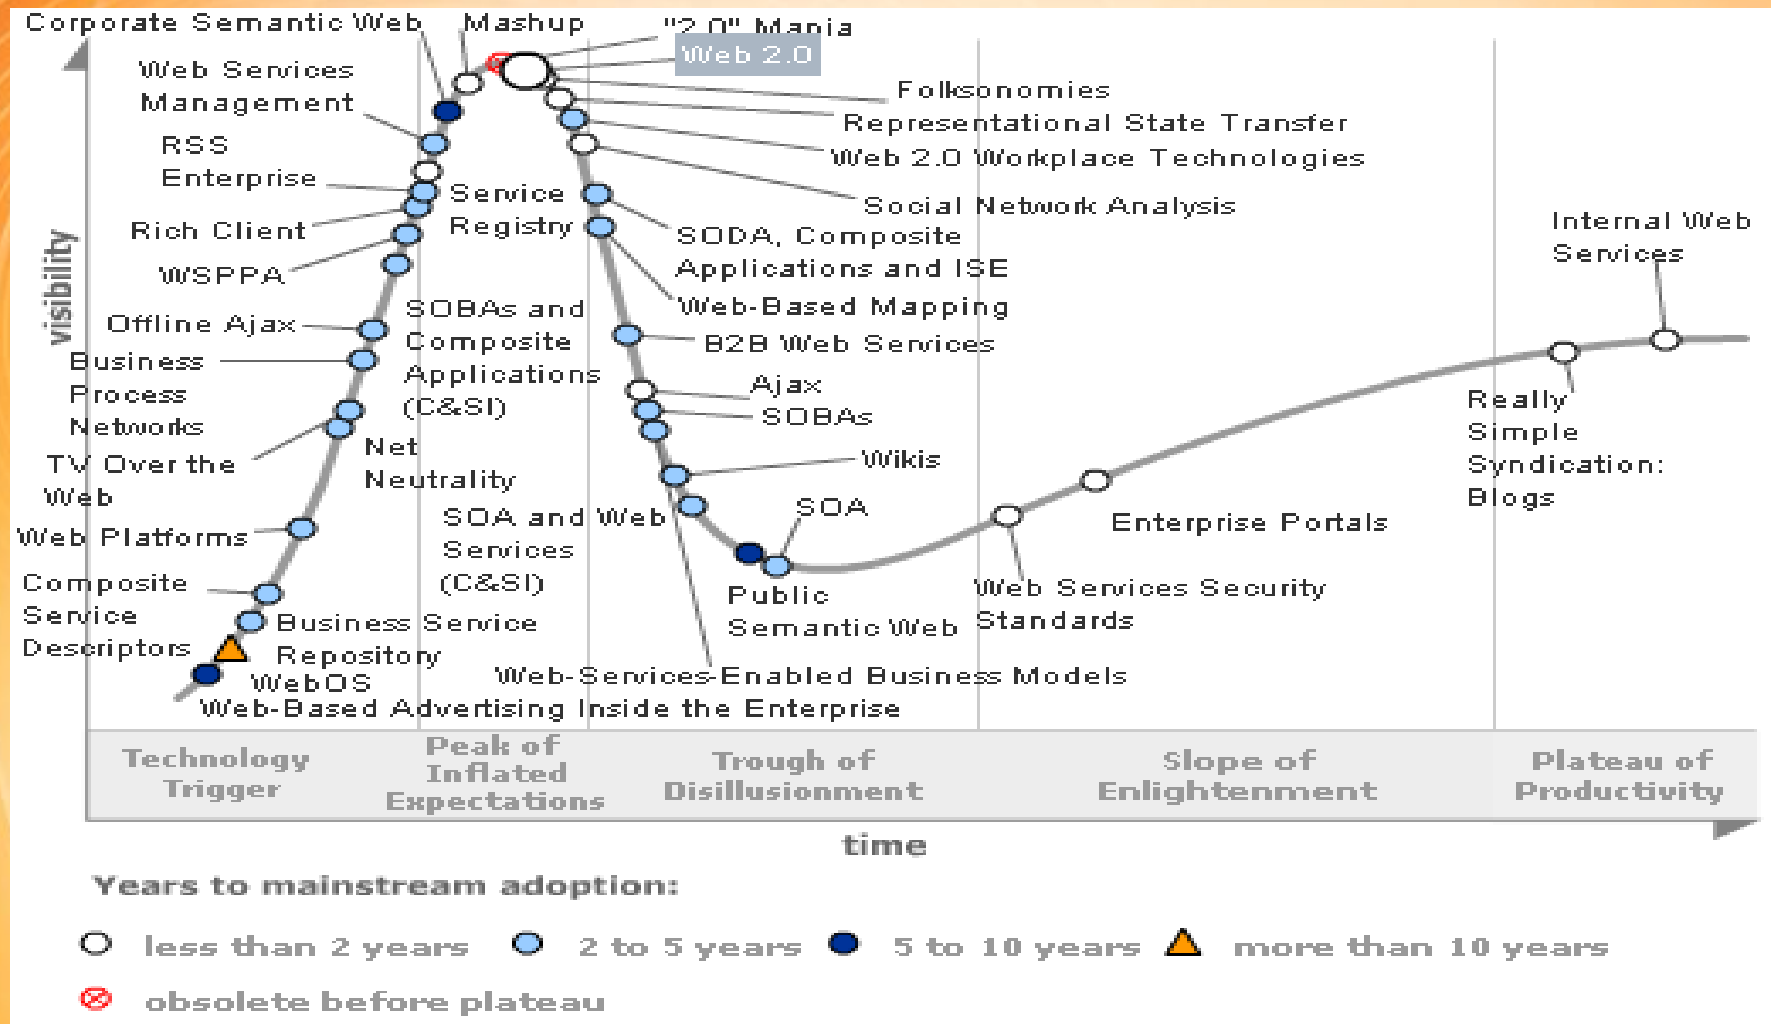 Corporate Semantic Web
Mashup
"2.0" Mania
Web 2.0
Web Services
Management
Folksonomies
Representational State Transfer
RSS
Enterprise
Web 2.0 Workplace Technologies
Service
Registry
Social Network Analysis
Rich Client
SODA, Composite
Applications and ISE
Internal Web
Services
WSPPA
Web-Based Mapping
Offline Ajax
SOBAs and
Composite
Applications
(C&SI)
B2B Web Services
Business
Process
Networks
Ajax
SOBAs
Really
Simple
Syndication:
Blogs
TV Over the
Web
Net
Neutrality
Wikis
Web Platforms
SOA and Web
Services
(C&SI)
SOA
Enterprise Portals
Composite
Service
Descriptors
Business Service
Repository
Public
Semantic Web
Web Services Security
Standards
WebOS
Web-Services-Enabled Business Models
Web-Based Advertising Inside the Enterprise
visibility
Technology
Trigger
Peak of
Inflated
Expectations
Trough of
Disillusionment
Slope of
Enlightenment
Plateau of
Productivity
time
Years to mainstream adoption:
less than 2 years
2 to 5 years
5 to 10 years
more than 10 years
obsolete before plateau